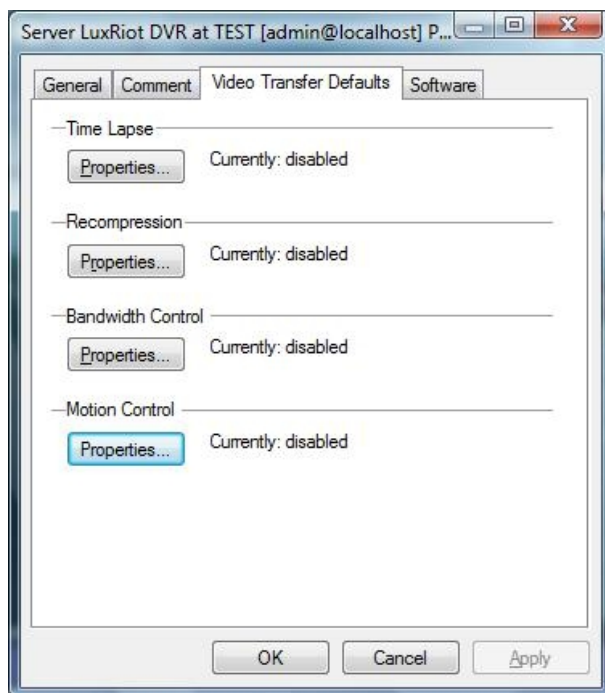 Server LuxRiot DVR at TEST [admin@localhost] P...
General Comment Video Transfer Defaults Software
Time Lapse
Properties... Currently: disabled
Recompression
Properties... Currently: disabled
Bandwidth Control
Properties... Currently: disabled
Motion Control
Properties... Currently: disabled
OK Cancel Apply